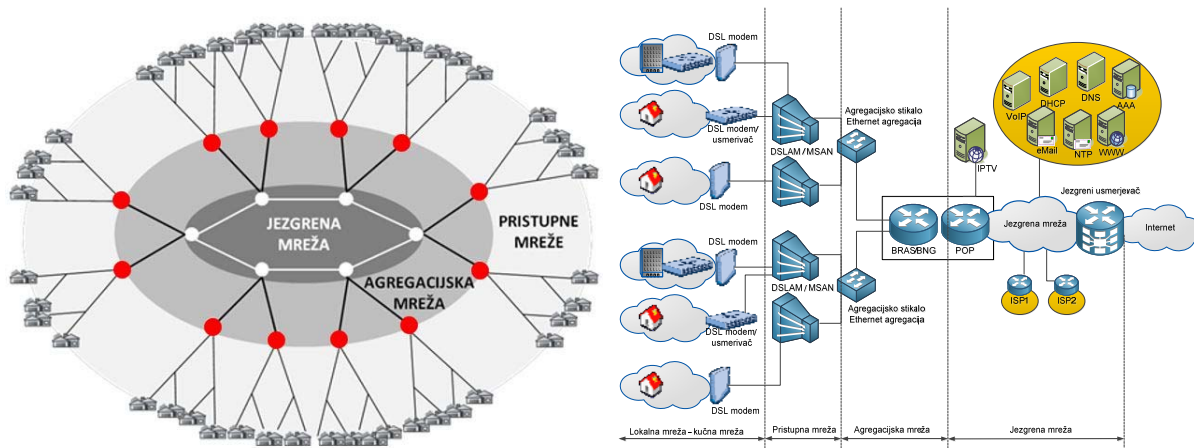 JEZGRENA
MREŽA
AGREGACIJSKA
MREŽA
PRISTUPNE
MREŽE
DSL modem
DSL modem/
usmerivač
DSL modem
DSLAM / MSAN
Agregacijsko stikalo
Ethernet agregacija
DSL modem
DSL modem/
usmerivač
DSL modem
DSLAM / MSAN
Agregacijsko stikalo
Ethernet agregacija
VoIP
DHCP
DNS
AAA
eMail
NTP
WWW
IPTV
BRAS/BNG
POP
Jezgrena mreža
Jezgreni usmerjevač
Internet
ISP1
ISP2
Lokalna mreža – kućna mreža
Pristupna mreža
Agregacijska mreža
Jezgrena mreža